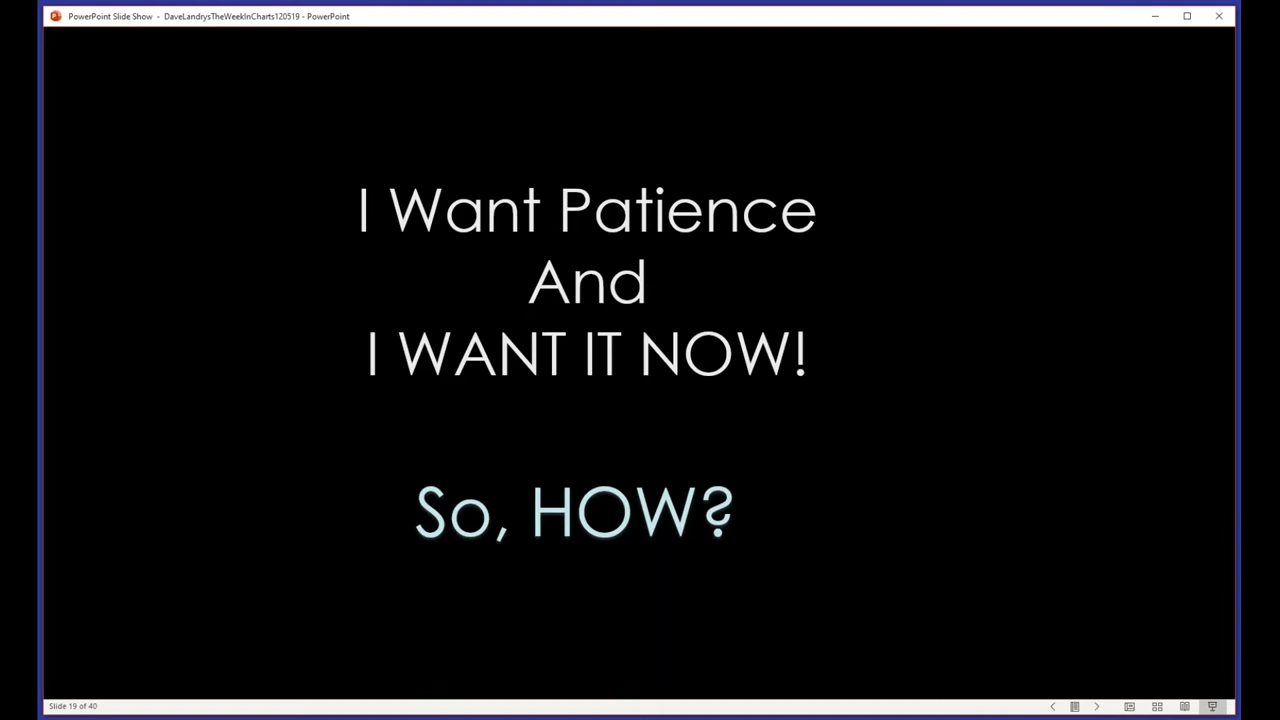 PowerPoint Slide Show - DaveLandrysTheWeekInCharts120519 - PowerPoint
I Want Patience
And
I WANT IT NOW!
So, HOW?
Slide 19 of 40